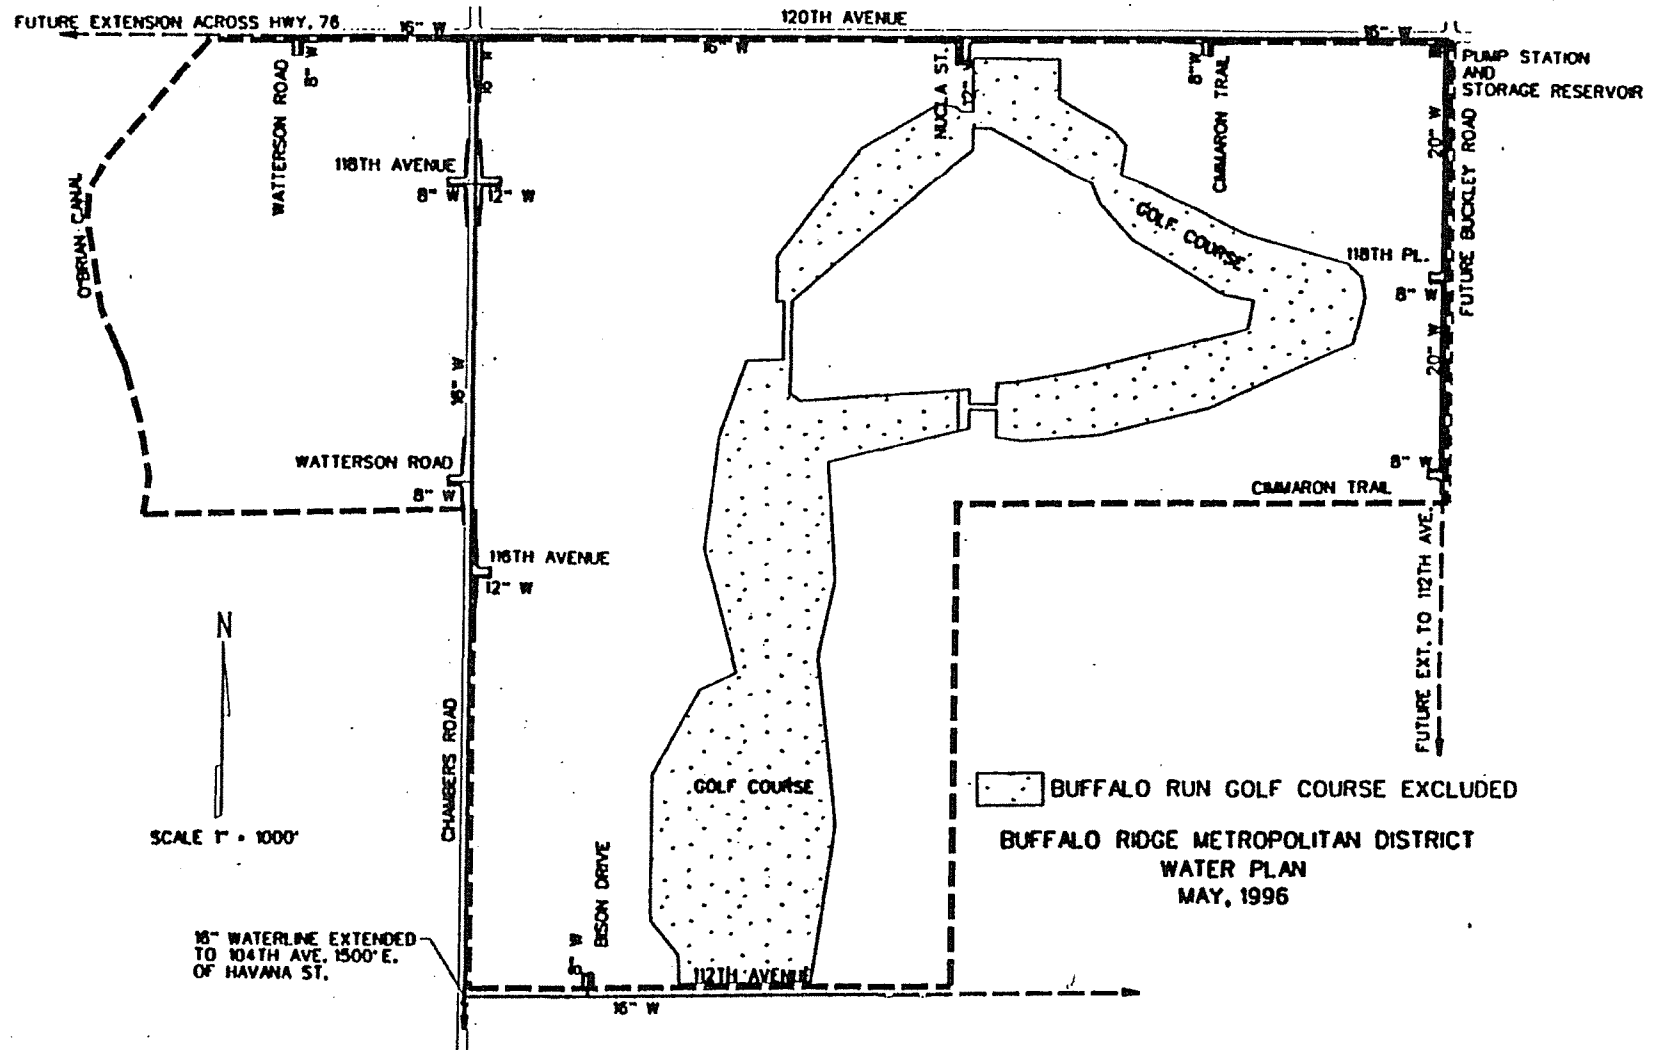 FUTURE EXTENSION ACROSS HWY. 76
16" W
120TH AVENUE
16" W
16" W
PUMP STATION
AND
STORAGE RESERVOIR
WATTERSON ROAD
8" W
NUCLA ST.
12" W
8" W
CIMMARON TRAIL
20" W
FUTURE BUCKLEY ROAD
118TH AVENUE
8" W
12" W
O'BRIAN CANAL
GOLF COURSE
118TH PL.
8" W
20" W
16" W
WATTERSON ROAD
8" W
8" W
CIMMARON TRAIL
116TH AVENUE
12" W
FUTURE EXT. TO 112TH AVE.
N
SCALE 1" = 1000'
CHAMBERS ROAD
GOLF COURSE
BUFFALO RUN GOLF COURSE EXCLUDED
BUFFALO RIDGE METROPOLITAN DISTRICT
WATER PLAN
MAY, 1996
BISON DRIVE
8" W
16" WATERLINE EXTENDED
TO 104TH AVE. 1500' E.
OF HAVANA ST.
112TH AVENUE
16" W